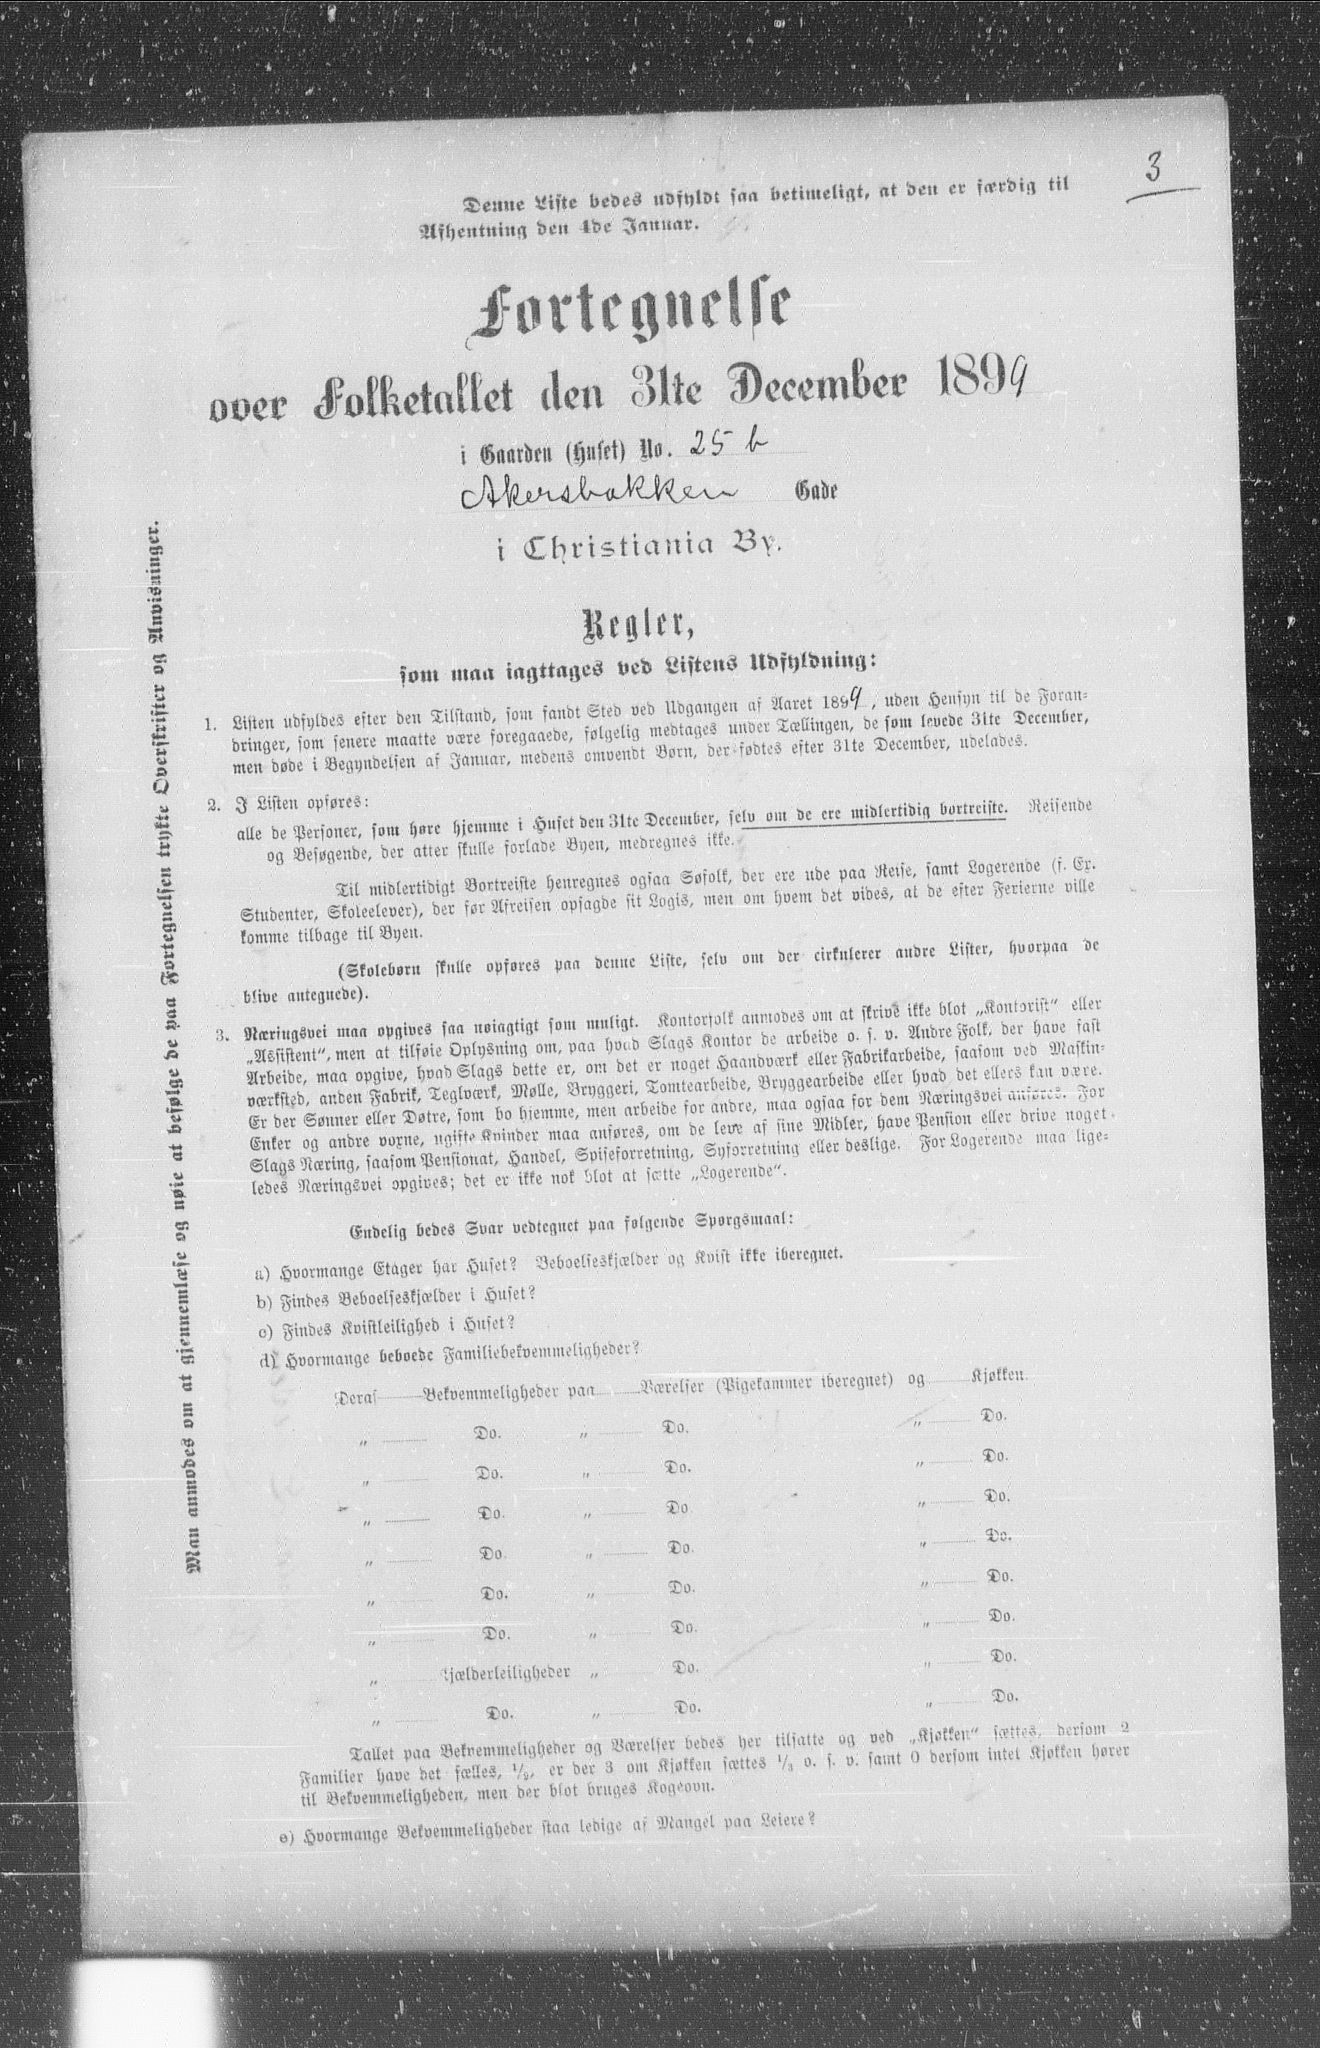 3
Denne Liste bedes udfyldt saa betimeligt, at den er færdig til
Afhentning den 4de Januar.
Fortegnelse
over Folketallet den 31te December 1899
i Gaarden (Huset) No. 25 b
Akersbakken Gade
i Christiania By.
Regler,
som maa iagttages ved Listens Udfyldning:
1. Listen udfyldes efter den Tilstand, som fandt Sted ved Udgangen af Aaret 1899, uden Hensyn til de Foran-
dringer, som senere maatte være foregaaede, følgelig medtages under Tællingen, de som levede 31te December,
men døde i Begyndelsen af Januar, medens omvendt Børn, der fødtes efter 31te December, udelades.
2. I Listen opføres:
alle de Personer, som høre hjemme i Huset den 31te December, selv om de ere midlertidig bortreiste. Reisende
og Besøgende, der atter skulle forlade Byen, medregnes ikke.
Til midlertidigt Bortreiste henregnes ogsaa Søfolk, der ere ude paa Reise, samt Logerende (f. Ex.
Studenter, Skoleelever), der før Afreisen opsagde sit Logis, men om hvem det vides, at de efter Ferierne ville
komme tilbage til Byen.
(Skolebørn skulle opføres paa denne Liste, selv om der cirkulerer andre Lister, hvorpaa de
blive antegnede).
3. Næringsvei maa opgives saa nøiagtigt som muligt. Kontorfolk anmodes om at skrive ikke blot „Kontorist" eller
„Assistent", men at tilføie Oplysning om, paa hvad Slags Kontor de arbeide o. s. v. Andre Folk, der have fast
Arbeide, maa opgive, hvad Slags dette er, om det er noget Haandværk eller Fabrikarbeide, saasom ved Maskin-
værksted, anden Fabrik, Teglværk, Mølle, Bryggeri, Tomtearbeide, Bryggearbeide eller hvad det ellers kan være.
Er der Sønner eller Døtre, som bo hjemme, men arbeide for andre, maa ogsaa for dem Næringsvei anføres. For
Enker og andre voxne, ugifte Kvinder maa anføres, om de leve af sine Midler, have Pension eller drive noget
Slags Næring, saasom Pensionat, Handel, Spiseforretning, Syforretning eller deslige. For Logerende maa lige-
ledes Næringsvei opgives; det er ikke nok blot at sætte „Logerende".
Endelig bedes Svar vedtegnet paa følgende Spørgsmaal:
a) Hvormange Etager har Huset? Beboelseskjælder og Kvist ikke iberegnet.
b) Findes Beboelseskjælder i Huset?
c) Findes Kvistleilighed i Huset?
d) Hvormange beboede Familiebekvemmeligheder?
Deraf Bekvemmeligheder paa Værelser (Pigekammer iberegnet) og Kjøkken
„ Do. „ Do. „ Do.
„ Do. „ Do. „ Do.
„ Do. „ Do. „ Do.
„ Do. „ Do. „ Do.
„ Do. „ Do. „ Do.
„ Do. „ Do. „ Do.
„ Kjælderleiligheder „ Do. „ Do.
„ Do. „ Do. „ Do.
Tallet paa Bekvemmeligheder og Værelser bedes her tilsatte og ved „Kjøkken" sættes, dersom 2
Familier have det fælles, 1/2, er der 3 om Kjøkken sættes 1/3 o. s. v. samt 0 dersom intet Kjøkken hører
til Bekvemmeligheden, men der blot bruges Kogeovn.
e) Hvormange Bekvemmeligheder staa ledige af Mangel paa Leiere?
Man anmodes om at gjennemlæse og nøie at befølge de paa Fortegnelsen trykte Overskrifter og Anvisninger.